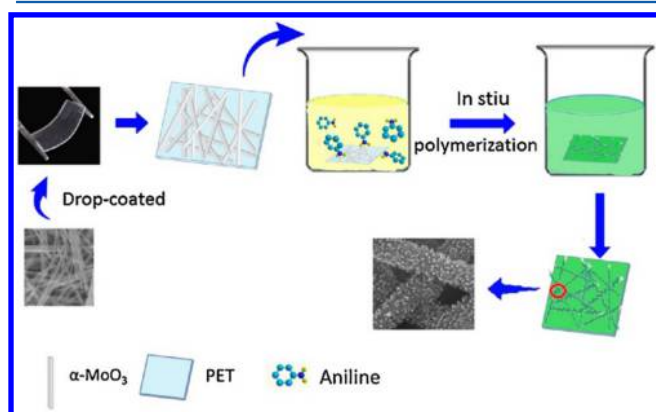 In stiu
polymerization
Drop-coated
α-MoO₃
PET
Aniline